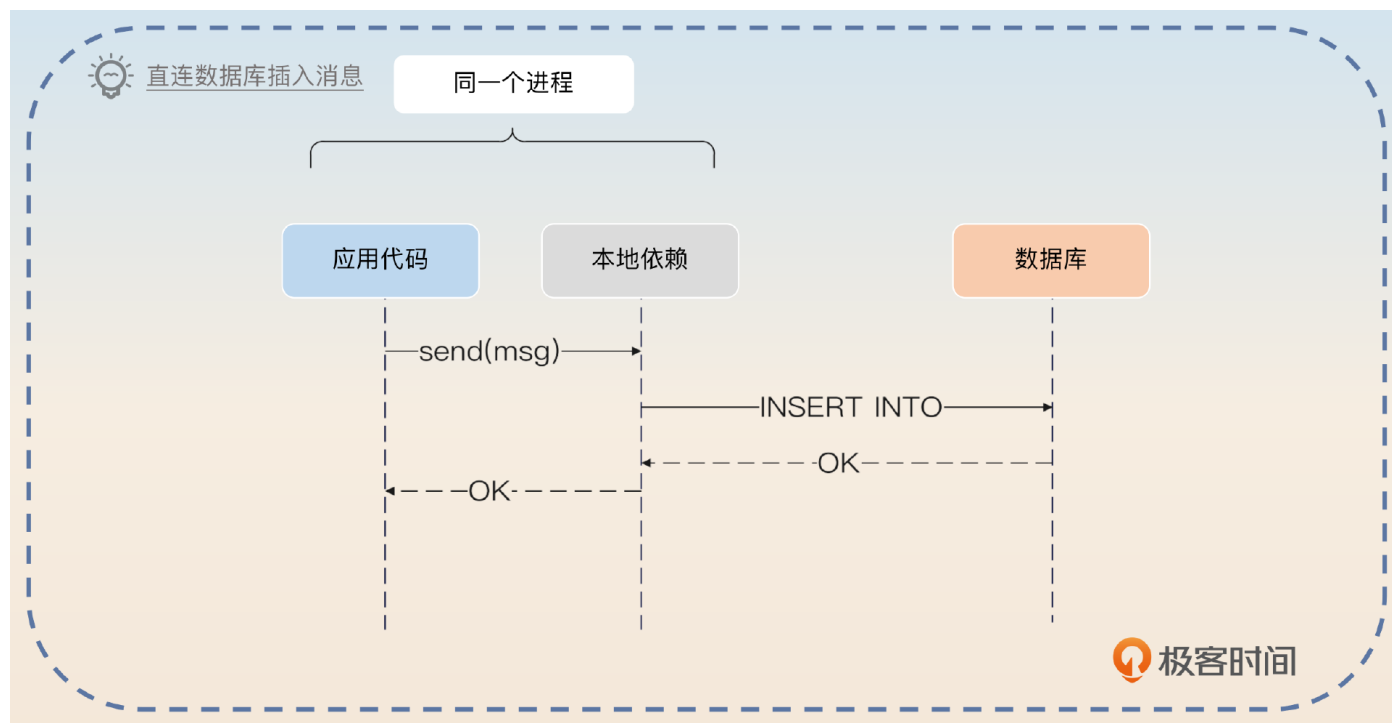 直连数据库插入消息
同一个进程
应用代码
本地依赖
数据库
send(msg)
INSERT INTO
OK
OK
极客时间